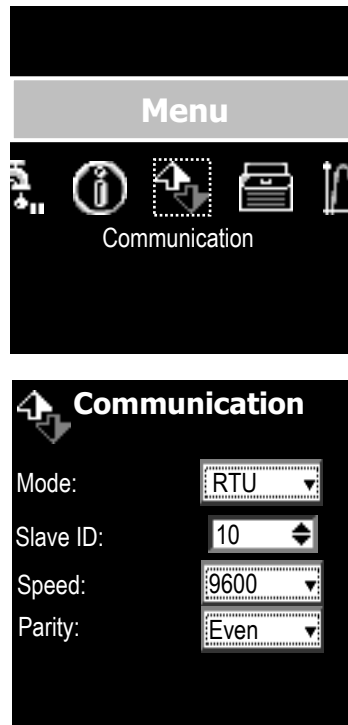 Menu
Communication
Communication
Mode: RTU
Slave ID: 10
Speed: 9600
Parity: Even